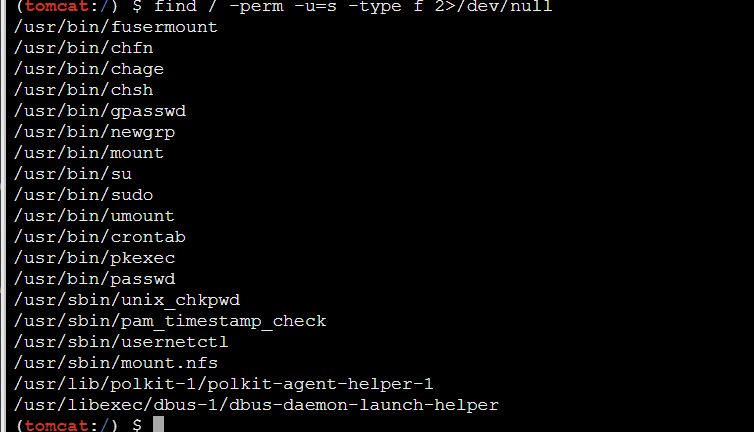 (tomcat:/) $ find / -perm -u=s -type f 2>/dev/null
/usr/bin/fusermount
/usr/bin/chfn
/usr/bin/chage
/usr/bin/chsh
/usr/bin/gpasswd
/usr/bin/newgrp
/usr/bin/mount
/usr/bin/su
/usr/bin/sudo
/usr/bin/umount
/usr/bin/crontab
/usr/bin/pkexec
/usr/bin/passwd
/usr/sbin/unix_chkpwd
/usr/sbin/pam_timestamp_check
/usr/sbin/usernetctl
/usr/sbin/mount.nfs
/usr/lib/polkit-1/polkit-agent-helper-1
/usr/libexec/dbus-1/dbus-daemon-launch-helper
(tomcat:/) $